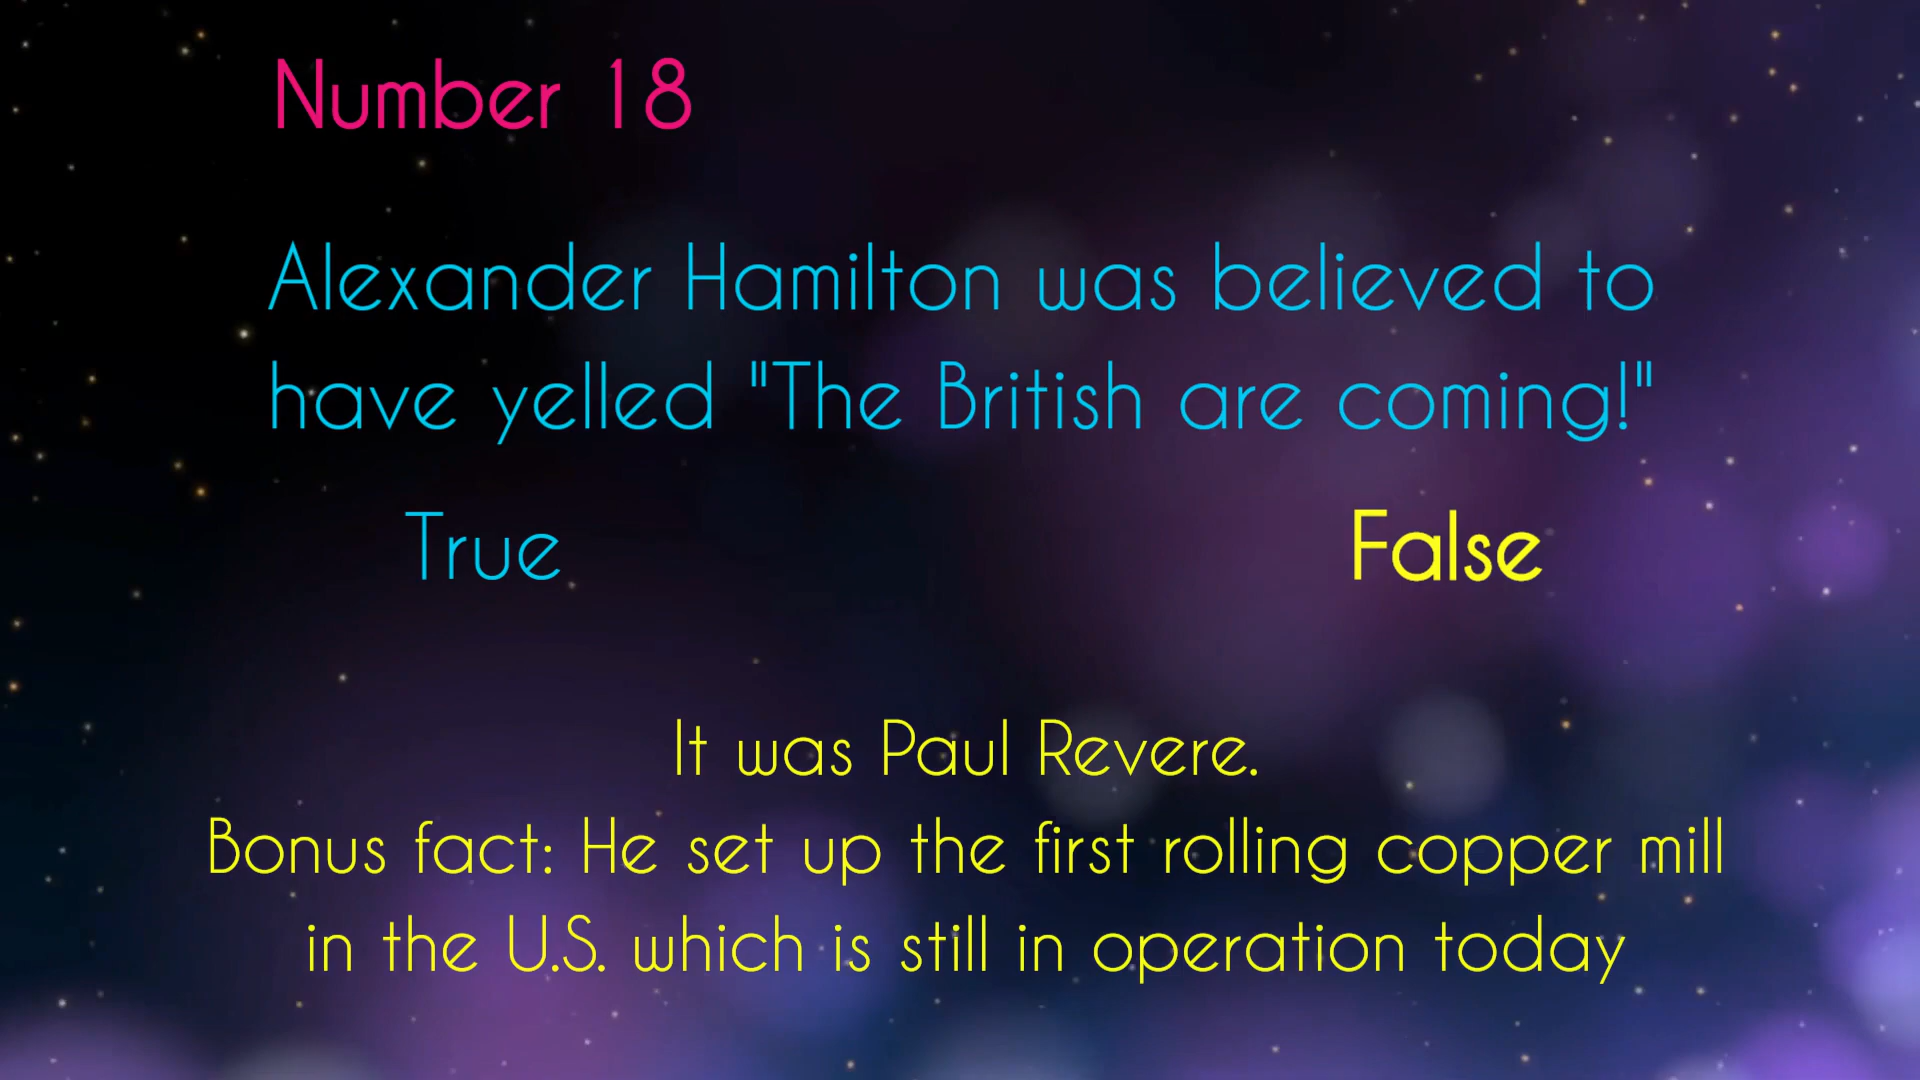 Number 18
Alexander Hamilton was believed to
have yelled "The British are coming!"
True False
It was Paul Revere.
Bonus fact: He set up the first rolling copper mill
in the U.S. which is still in operation today